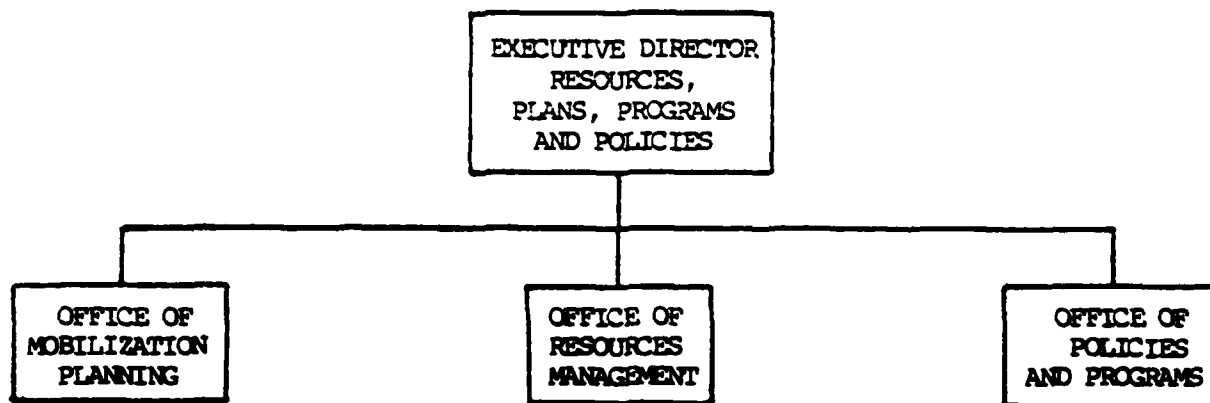 EXECUTIVE DIRECTOR
RESOURCES,
PLANS, PROGRAMS
AND POLICIES
OFFICE OF
MOBILIZATION
PLANNING
OFFICE OF
RESOURCES
MANAGEMENT
OFFICE OF
POLICIES
AND PROGRAMS